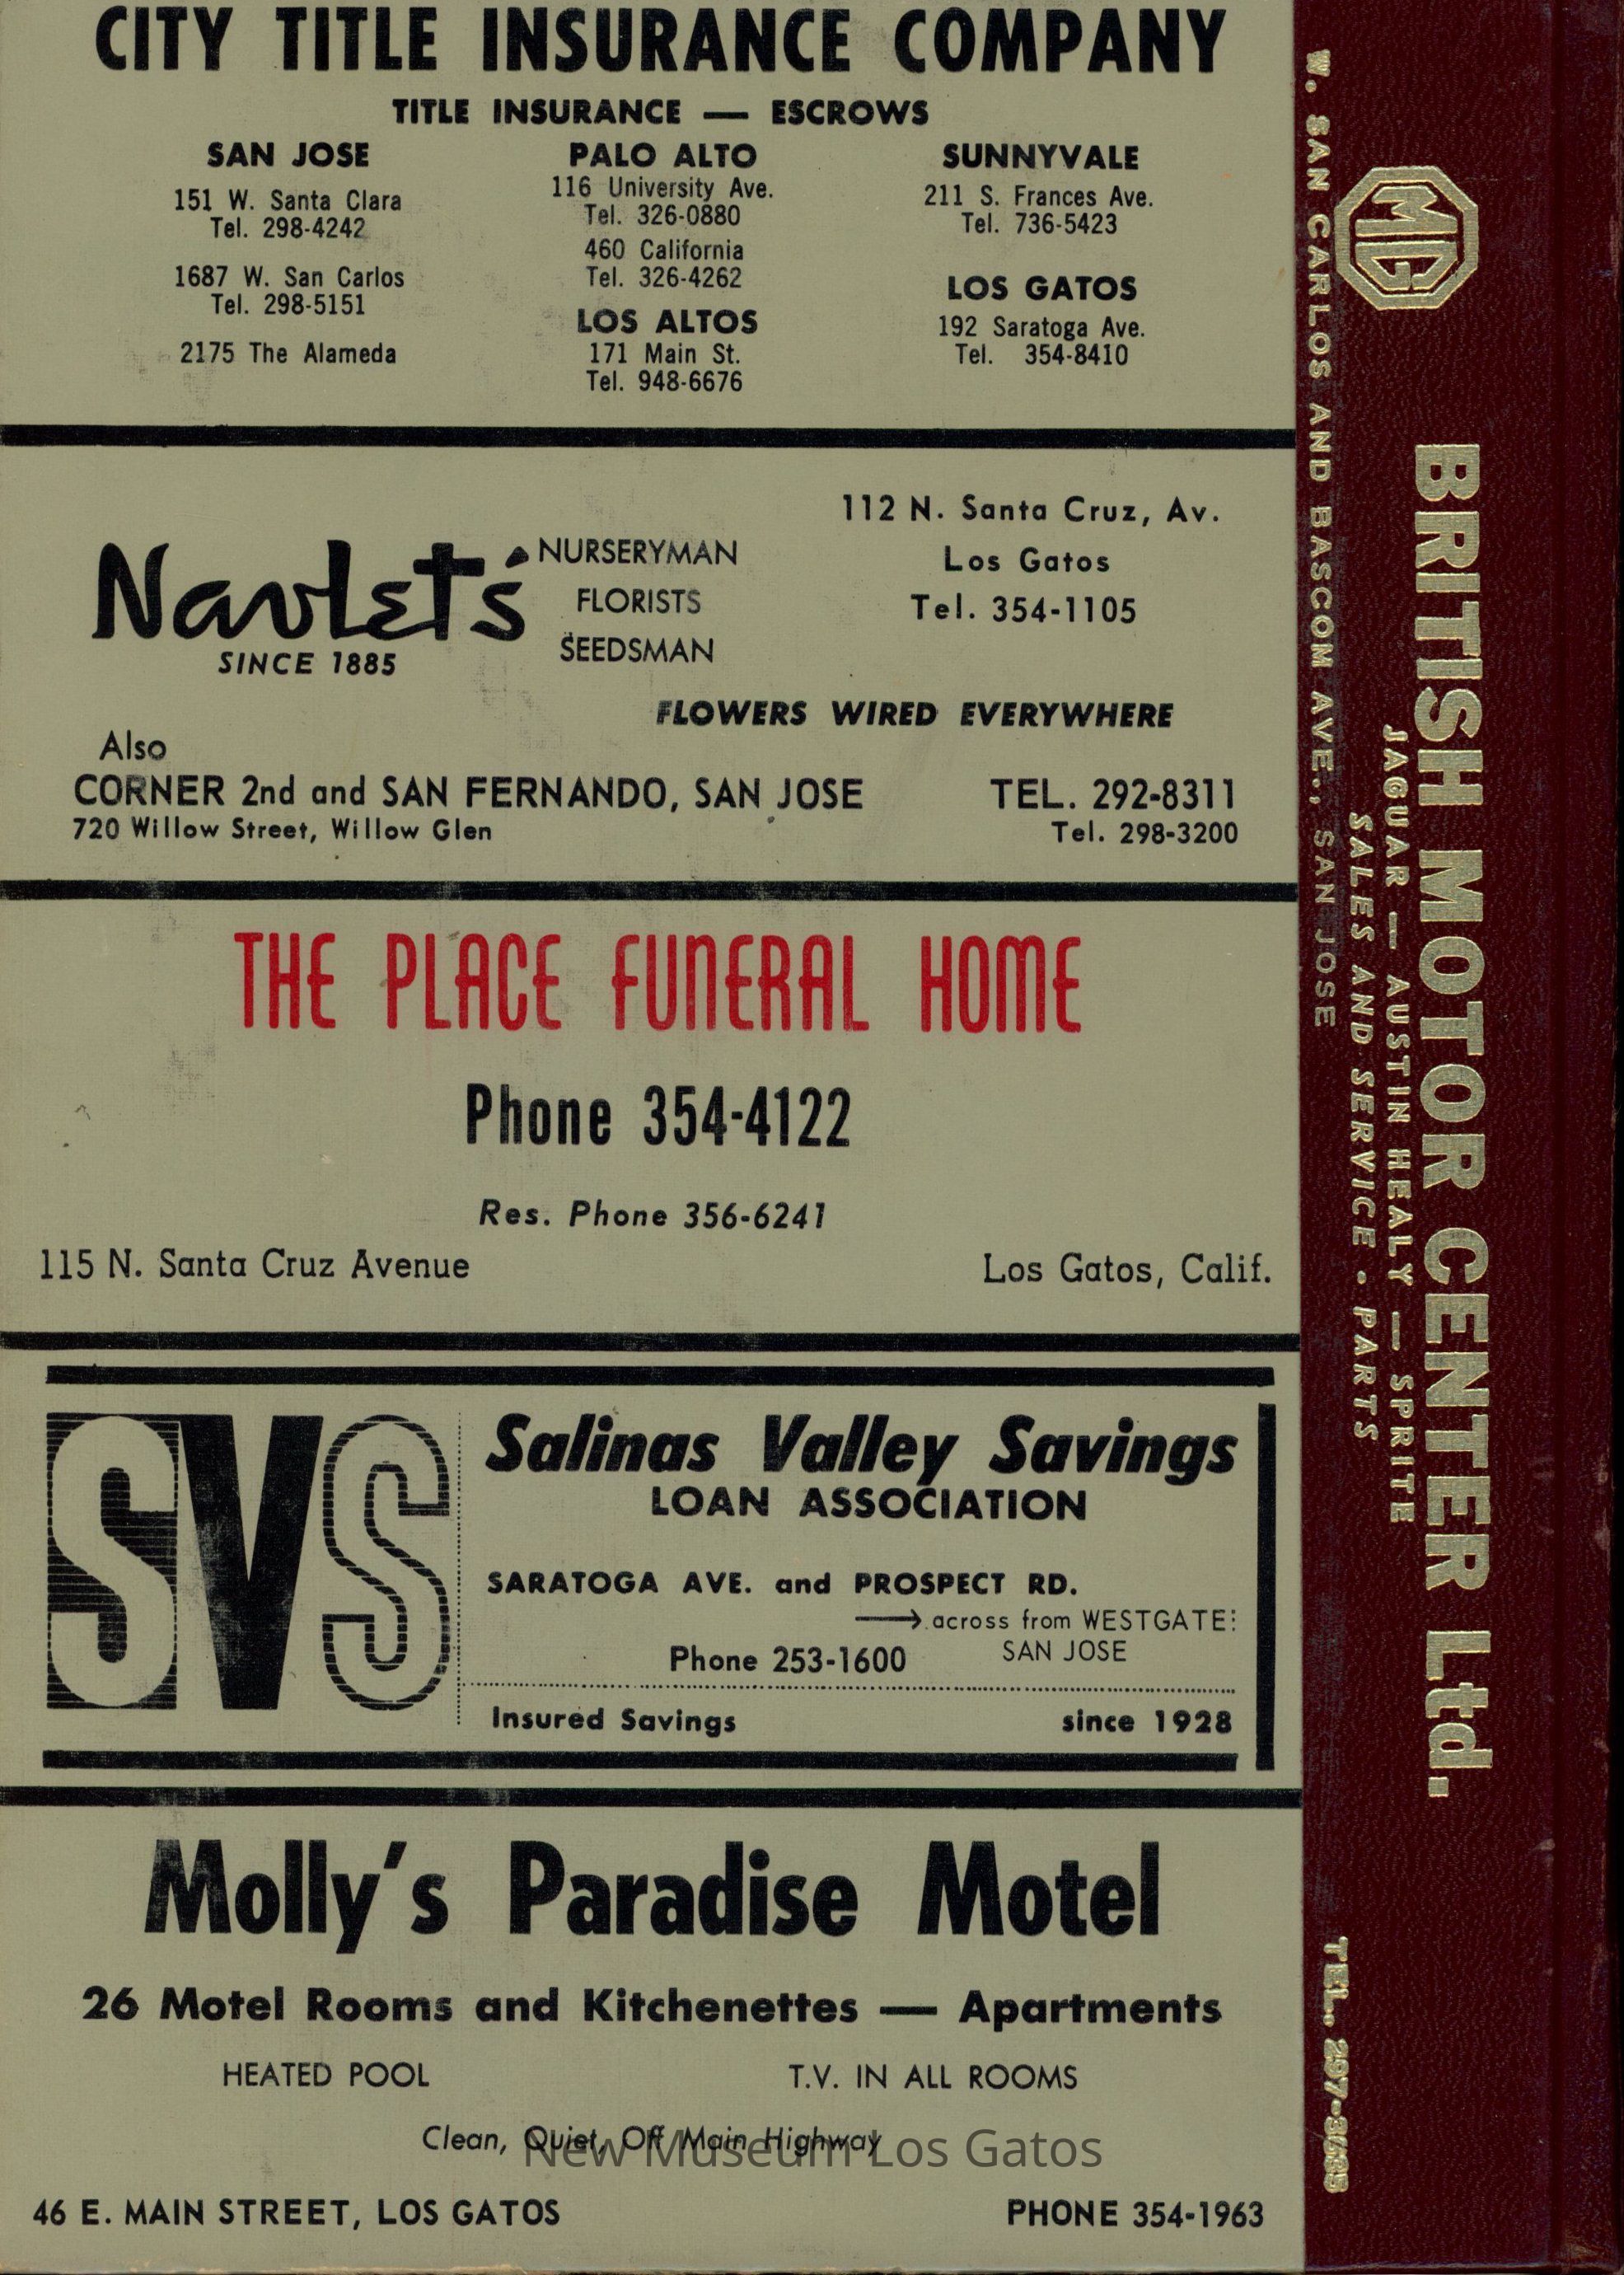 CITY TITLE INSURANCE COMPANY
TITLE INSURANCE — ESCROWS
SAN JOSE
151 W. Santa Clara
Tel. 298-4242
1687 W. San Carlos
Tel. 298-5151
2175 The Alameda
PALO ALTO
116 University Ave.
Tel. 326-0880
460 California
Tel. 326-4262
LOS ALTOS
171 Main St.
Tel. 948-6676
SUNNYVALE
211 S. Frances Ave.
Tel. 736-5423
LOS GATOS
192 Saratoga Ave.
Tel. 354-8410
Navlet's
SINCE 1885
NURSERYMAN
FLORISTS
SEEDSMAN
112 N. Santa Cruz, Av.
Los Gatos
Tel. 354-1105
FLOWERS WIRED EVERYWHERE
Also
CORNER 2nd and SAN FERNANDO, SAN JOSE TEL. 292-8311
720 Willow Street, Willow Glen Tel. 298-3200
THE PLACE FUNERAL HOME
Phone 354-4122
Res. Phone 356-6241
115 N. Santa Cruz Avenue Los Gatos, Calif.
SVS
Salinas Valley Savings
LOAN ASSOCIATION
SARATOGA AVE. and PROSPECT RD.
→ across from WESTGATE:
SAN JOSE
Phone 253-1600
Insured Savings since 1928
Molly's Paradise Motel
26 Motel Rooms and Kitchenettes — Apartments
HEATED POOL T.V. IN ALL ROOMS
Clean, Quiet, Off Main Highway
46 E. MAIN STREET, LOS GATOS PHONE 354-1963
New Museum Los Gatos
MG
BRITISH MOTOR CENTER Ltd.
JAGUAR — AUSTIN HEALY — SPRITE
SALES AND SERVICE · PARTS
W. SAN CARLOS AND BASCOM AVE., SAN JOSE
TEL.